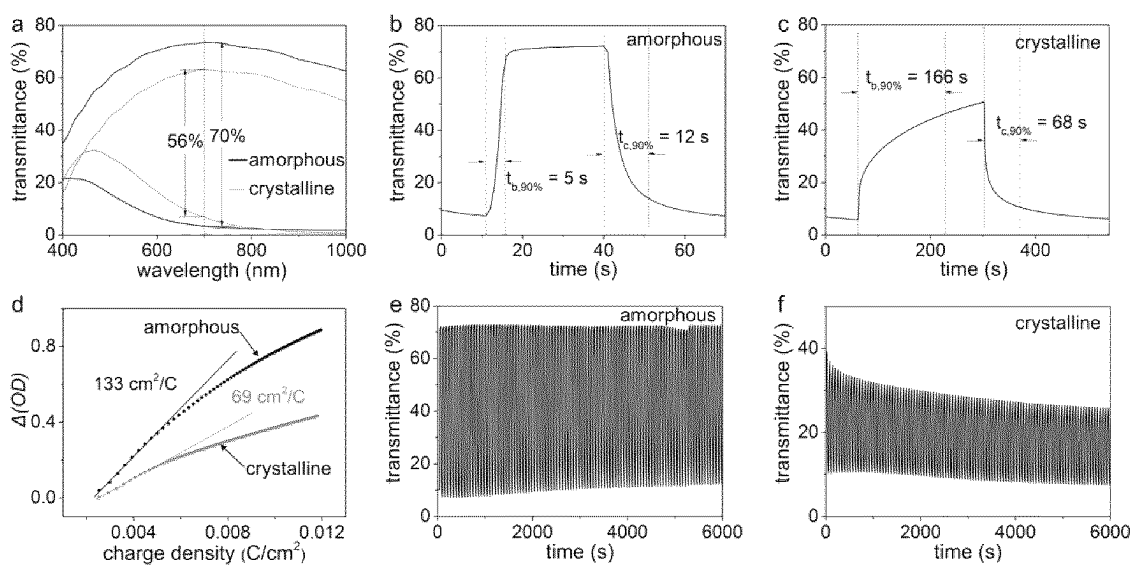 a
80
60
40
20
0
transmittance (%)
400
600
800
1000
wavelength (nm)
56%
70%
amorphous
crystalline
b
80
60
40
20
0
transmittance (%)
0
20
40
60
time (s)
amorphous
t_c,90% = 12 s
t_b,90% = 5 s
c
80
60
40
20
0
transmittance (%)
0
200
400
time (s)
crystalline
t_b,90% = 166 s
t_c,90% = 68 s
d
0.8
0.4
0.0
Δ(OD)
0.004
0.008
0.012
charge density (C/cm²)
amorphous
133 cm²/C
69 cm²/C
crystalline
e
80
60
40
20
0
transmittance (%)
0
2000
4000
6000
time (s)
amorphous
f
40
20
0
transmittance (%)
0
2000
4000
6000
time (s)
crystalline